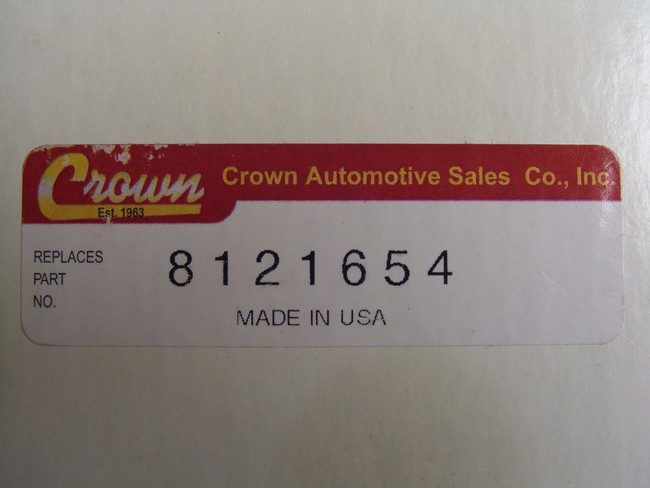 Crown
Est. 1963
Crown Automotive Sales Co., Inc.
REPLACES
PART
NO.
8121654
MADE IN USA